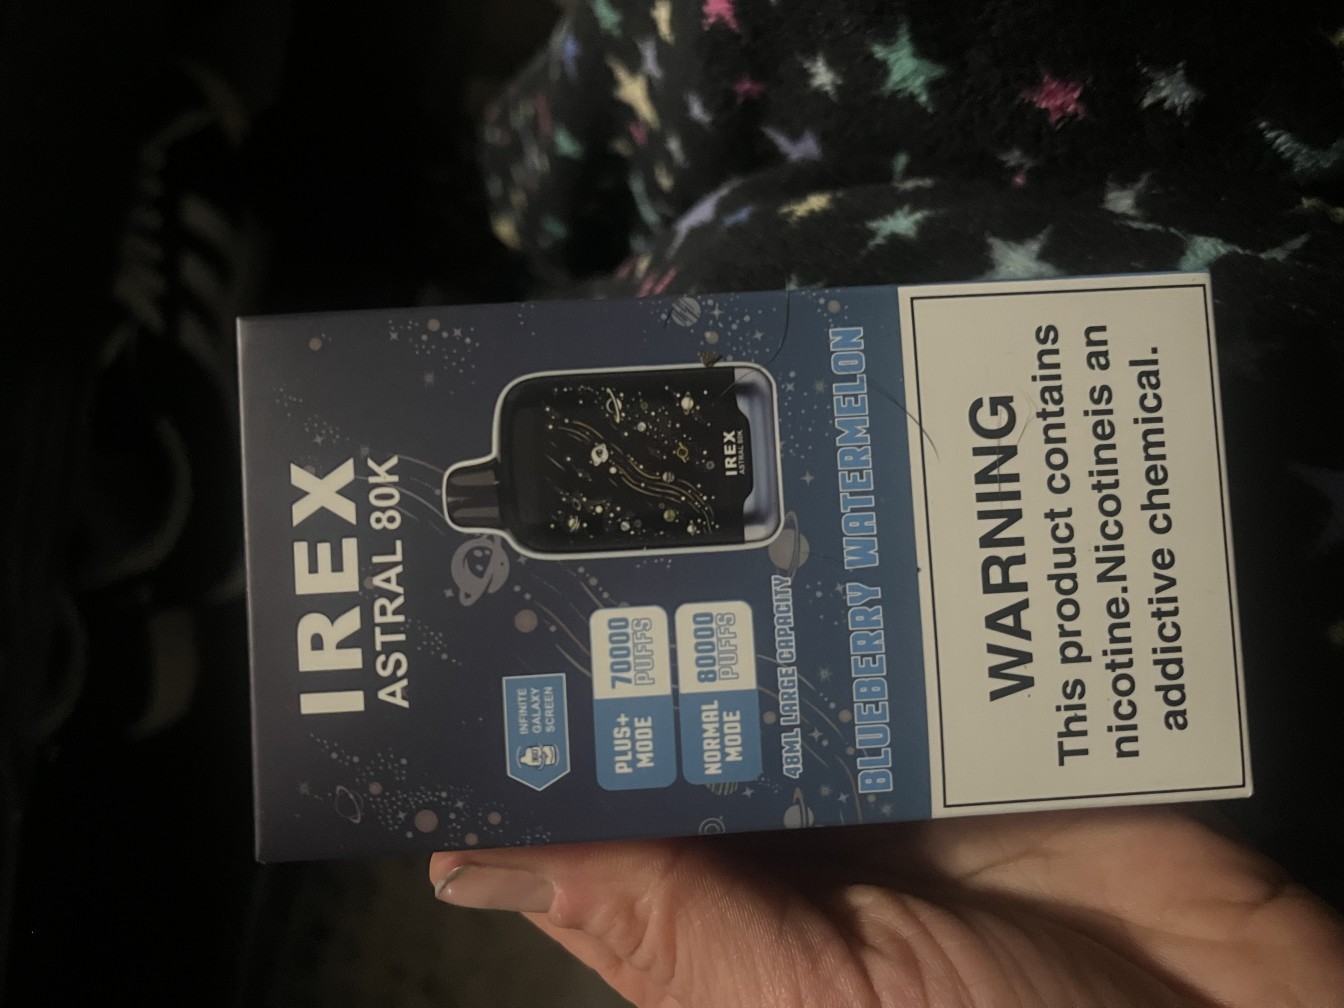 IREX
ASTRAL 80K
IREX
ASTRAL 80K
INFINITE
GALAXY
SCREEN
PLUS+
MODE
70000
PUFFS
NORMAL
MODE
80000
PUFFS
48ML LARGE CAPACITY
BLUEBERRY WATERMELON
WARNING
This product contains
nicotine.Nicotineis an
addictive chemical.